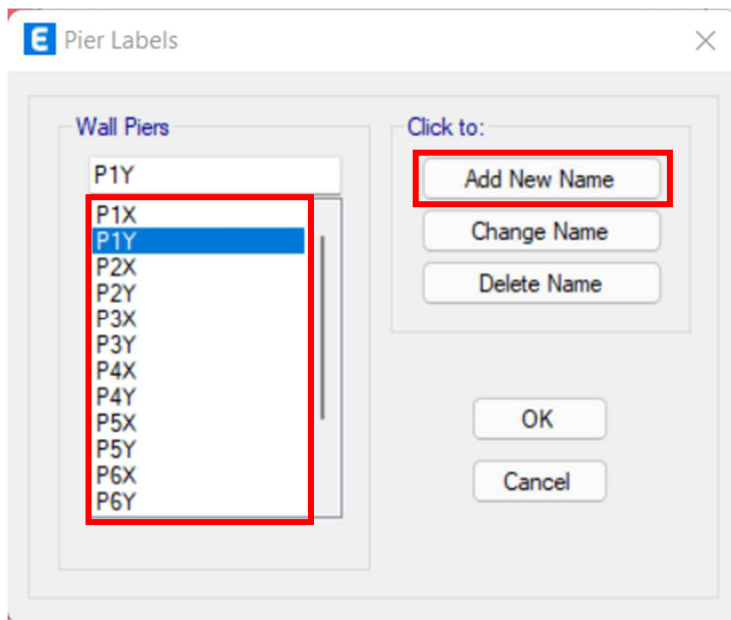 E Pier Labels
Wall Piers
P1Y
P1X
P1Y
P2X
P2Y
P3X
P3Y
P4X
P4Y
P5X
P5Y
P6X
P6Y
Click to:
Add New Name
Change Name
Delete Name
OK
Cancel